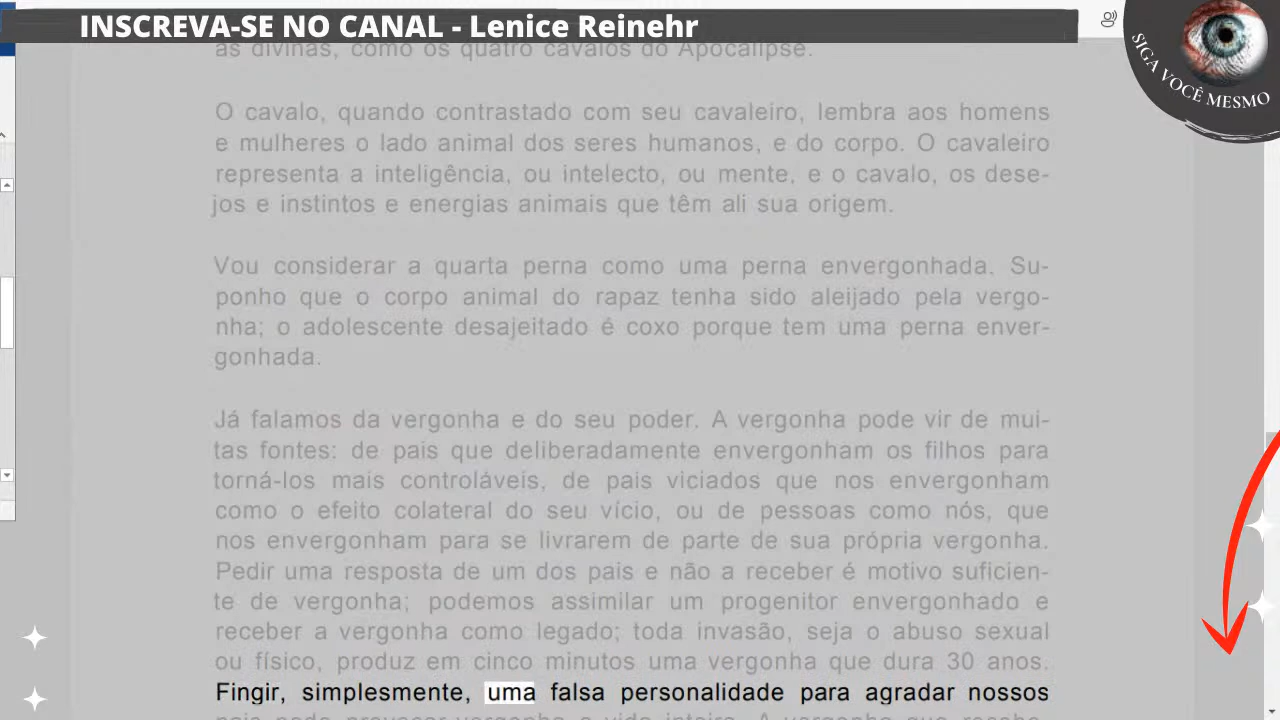 INSCREVA-SE NO CANAL - Lenice Reinehr
SIGA VOCÊ MESMO
as divinas, como os quatro cavalos do Apocalipse.
O cavalo, quando contrastado com seu cavaleiro, lembra aos homens
e mulheres o lado animal dos seres humanos, e do corpo. O cavaleiro
representa a inteligência, ou intelecto, ou mente, e o cavalo, os dese-
jos e instintos e energias animais que têm ali sua origem.
Vou considerar a quarta perna como uma perna envergonhada. Su-
ponho que o corpo animal do rapaz tenha sido aleijado pela vergo-
nha; o adolescente desajeitado é coxo porque tem uma perna enver-
gonhada.
Já falamos da vergonha e do seu poder. A vergonha pode vir de mui-
tas fontes: de pais que deliberadamente envergonham os filhos para
torná-los mais controláveis, de pais viciados que nos envergonham
como o efeito colateral do seu vício, ou de pessoas como nós, que
nos envergonham para se livrarem de parte de sua própria vergonha.
Pedir uma resposta de um dos pais e não a receber é motivo suficien-
te de vergonha; podemos assimilar um progenitor envergonhado e
receber a vergonha como legado; toda invasão, seja o abuso sexual
ou físico, produz em cinco minutos uma vergonha que dura 30 anos.
Fingir, simplesmente, uma falsa personalidade para agradar nossos
pais pode provocar vergonha a vida inteira. A vergonha que recebe-